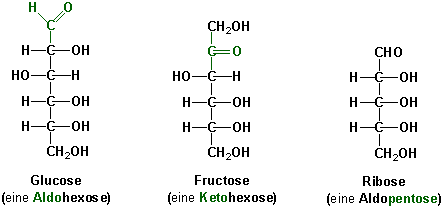 H O
C
H–C–OH
HO–C–H
H–C–OH
H–C–OH
CH₂OH
Glucose
(eine Aldohexose)
CH₂OH
C=O
HO–C–H
H–C–OH
H–C–OH
CH₂OH
Fructose
(eine Ketohexose)
CHO
H–C–OH
H–C–OH
H–C–OH
CH₂OH
Ribose
(eine Aldopentose)